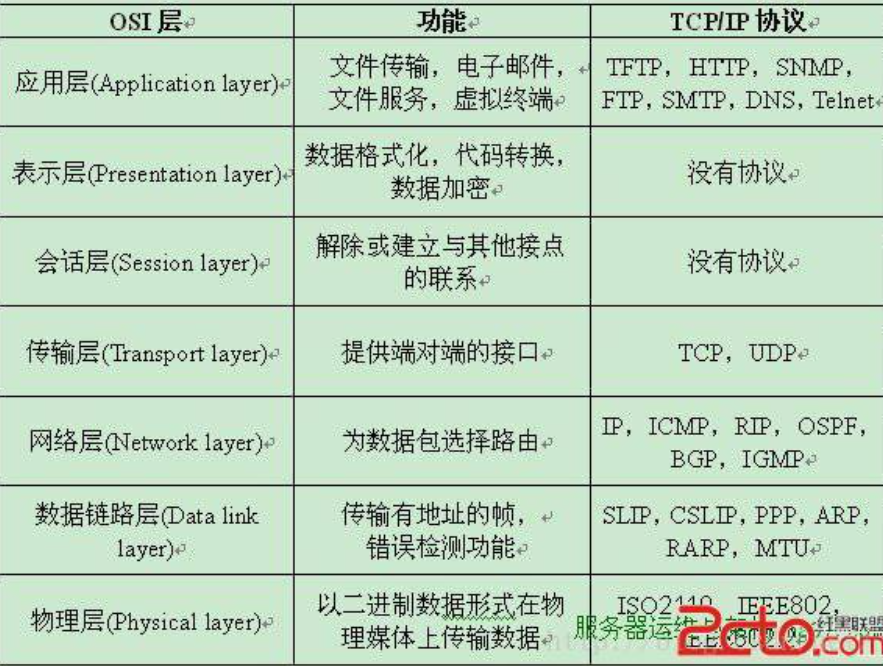 OSI 层 功能 TCP/IP 协议
应用层(Application layer) 文件传输，电子邮件， TFTP，HTTP，SNMP，
文件服务，虚拟终端 FTP，SMTP，DNS，Telnet
表示层(Presentation layer) 数据格式化，代码转换， 没有协议
数据加密
会话层(Session layer) 解除或建立与其他接点 没有协议
的联系
传输层(Transport layer) 提供端对端的接口 TCP，UDP
网络层(Network layer) 为数据包选择路由 IP，ICMP，RIP，OSPF，
BGP，IGMP
数据链路层(Data link 传输有地址的帧， SLIP，CSLIP，PPP，ARP，
layer) 错误检测功能 RARP，MTU
物理层(Physical layer) 以二进制数据形式在物 ISO2110，IEEE802，
理媒体上传输数据
服务器运维
2cto.com
红黑联盟